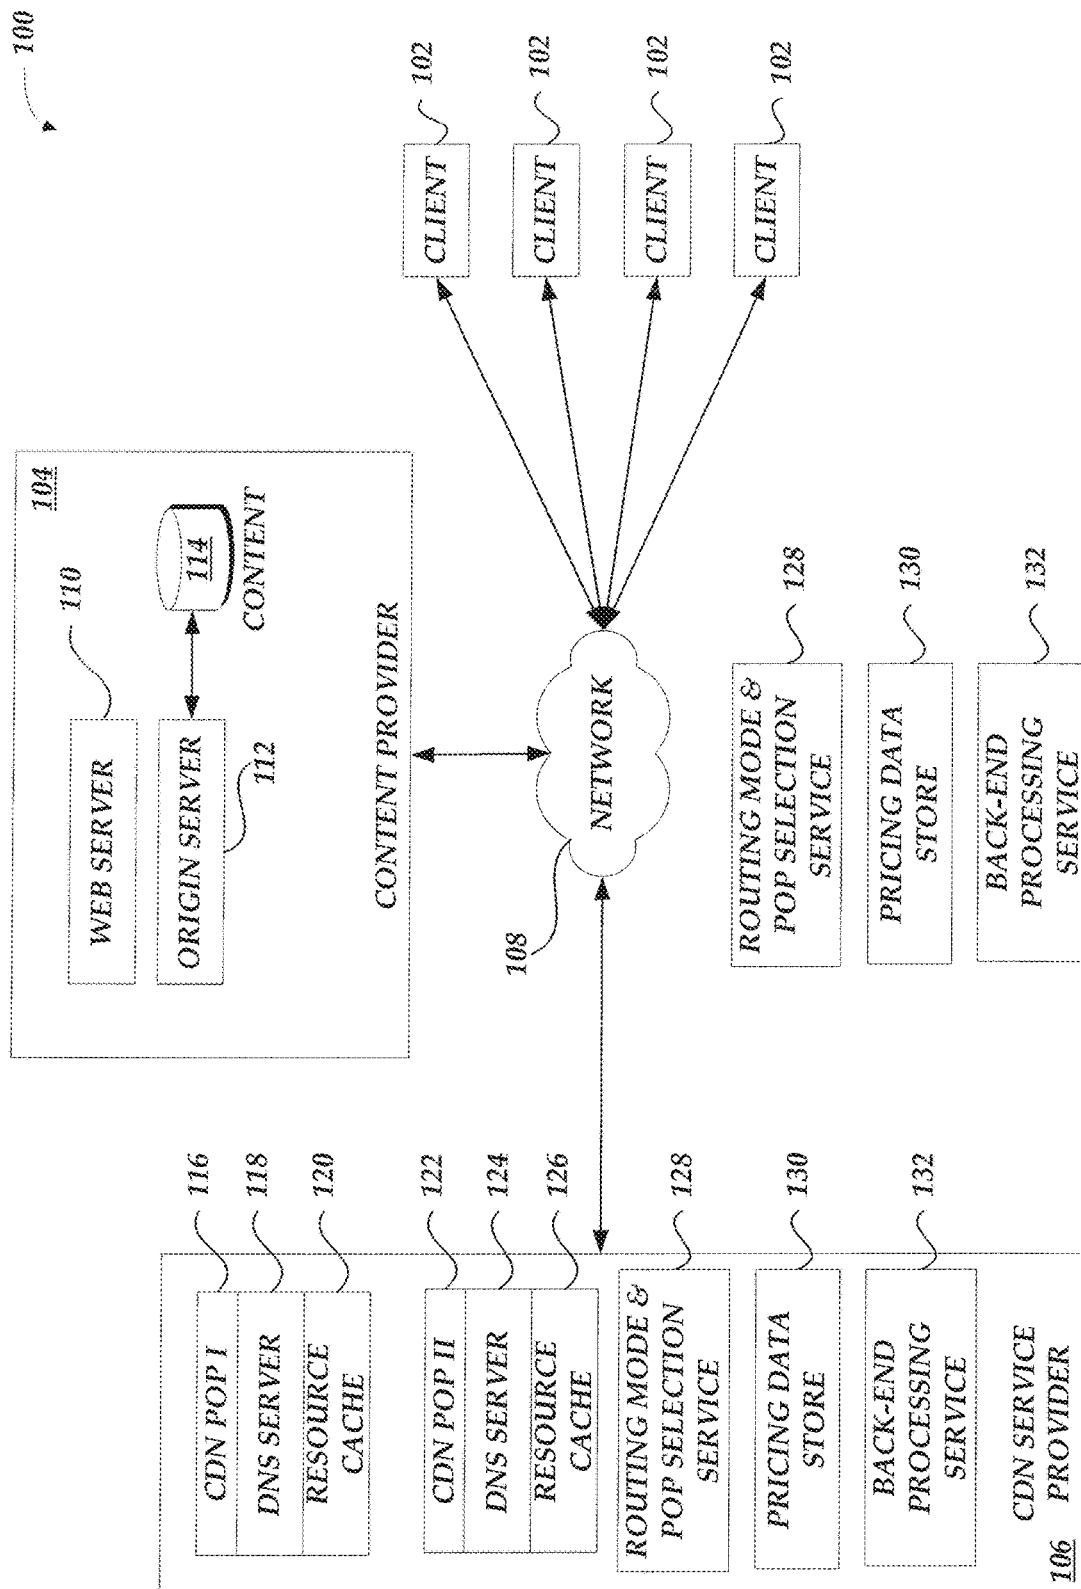 100
104
110
WEB SERVER
ORIGIN SERVER
112
114
CONTENT
CONTENT PROVIDER
CLIENT
102
CLIENT
102
CLIENT
102
CLIENT
102
NETWORK
108
116
CDN POP I
118
DNS SERVER
120
RESOURCE
CACHE
122
CDN POP II
124
DNS SERVER
126
RESOURCE
CACHE
128
ROUTING MODE &
POP SELECTION
SERVICE
130
PRICING DATA
STORE
132
BACK-END
PROCESSING
SERVICE
CDN SERVICE
PROVIDER
106
128
ROUTING MODE &
POP SELECTION
SERVICE
130
PRICING DATA
STORE
132
BACK-END
PROCESSING
SERVICE